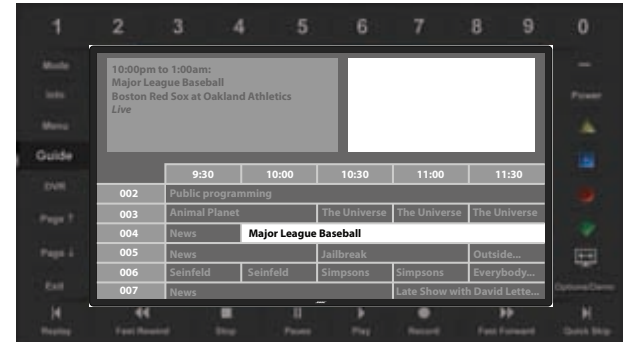 1 2 3 4 5 6 7 8 9 0
Mode
Info
Menu
Guide
DVR
Page ↑
Page ↓
Exit
Power
Options/Demo
10:00pm to 1:00am:
Major League Baseball
Boston Red Sox at Oakland Athletics
Live
9:30 10:00 10:30 11:00 11:30
002 Public programming
003 Animal Planet The Universe The Universe The Universe
004 News Major League Baseball
005 News Jailbreak Outside...
006 Seinfeld Seinfeld Simpsons Simpsons Everybody...
007 News Late Show with David Lette...
Replay Fast Rewind Stop Pause Play Record Fast Forward Quick Skip